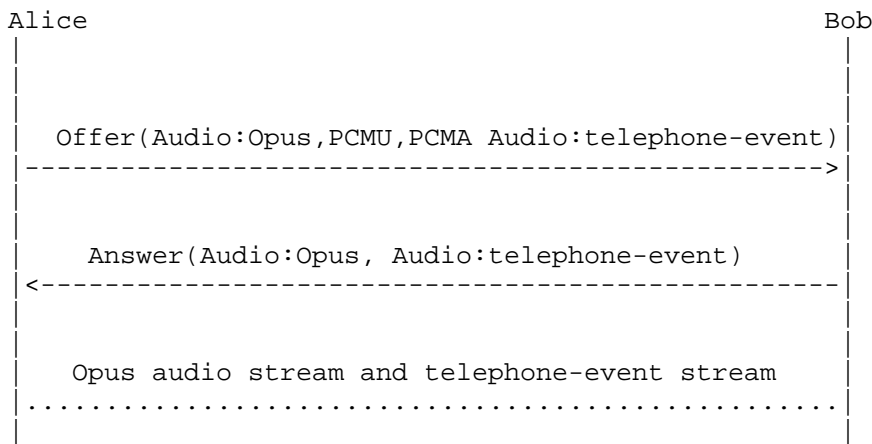 Alice Bob
Offer(Audio:Opus,PCMU,PCMA Audio:telephone-event)
Answer(Audio:Opus, Audio:telephone-event)
Opus audio stream and telephone-event stream